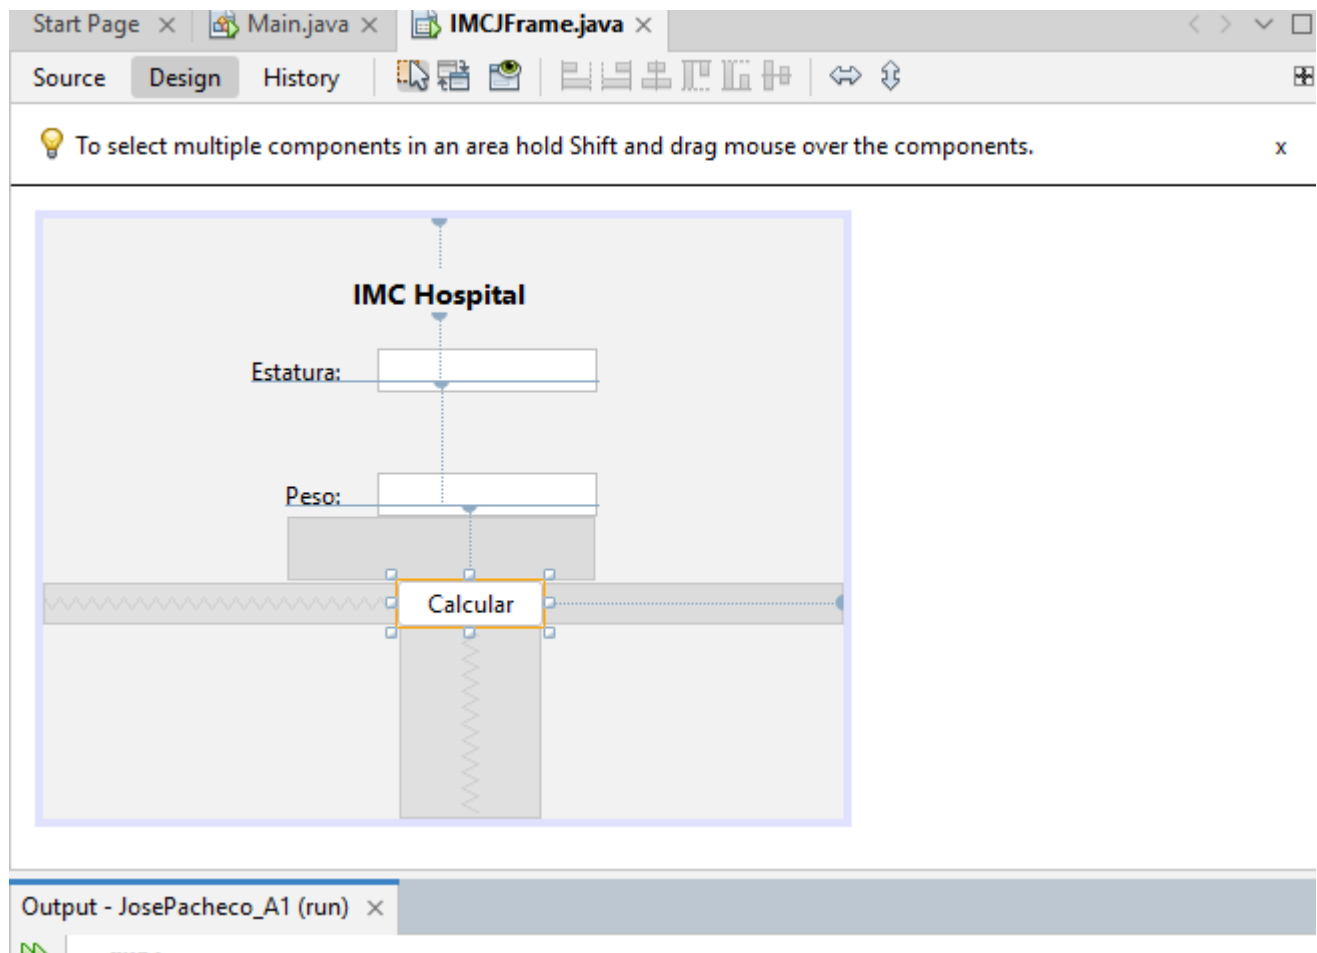 Start Page Main.java IMCJFrame.java
Source Design History
To select multiple components in an area hold Shift and drag mouse over the components. x
IMC Hospital
Estatura:
Peso:
Calcular
Output - JosePacheco_A1 (run)